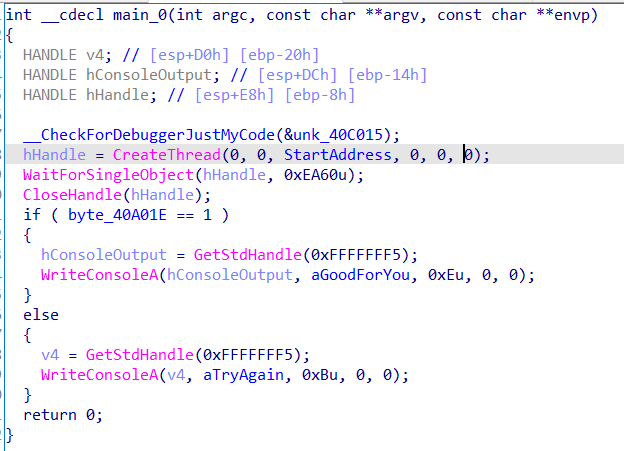 int __cdecl main_0(int argc, const char **argv, const char **envp)
{
  HANDLE v4; // [esp+D0h] [ebp-20h]
  HANDLE hConsoleOutput; // [esp+DCh] [ebp-14h]
  HANDLE hHandle; // [esp+E8h] [ebp-8h]

  __CheckForDebuggerJustMyCode(&unk_40C015);
  hHandle = CreateThread(0, 0, StartAddress, 0, 0, 0);
  WaitForSingleObject(hHandle, 0xEA60u);
  CloseHandle(hHandle);
  if ( byte_40A01E == 1 )
  {
    hConsoleOutput = GetStdHandle(0xFFFFFFF5);
    WriteConsoleA(hConsoleOutput, aGoodForYou, 0xEu, 0, 0);
  }
  else
  {
    v4 = GetStdHandle(0xFFFFFFF5);
    WriteConsoleA(v4, aTryAgain, 0xBu, 0, 0);
  }
  return 0;
}